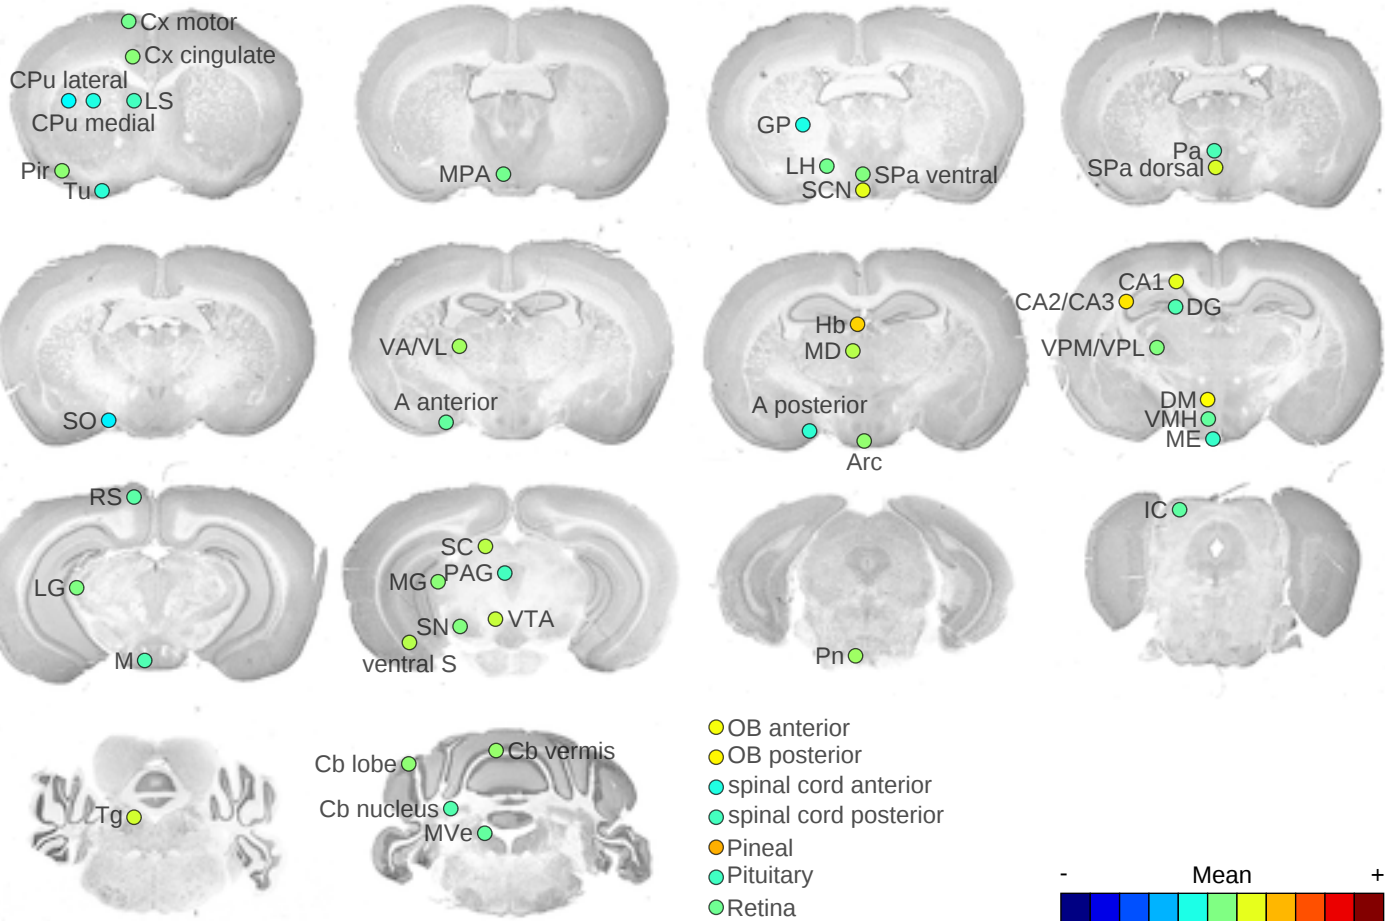 Cx motor
Cx cingulate
CPu lateral
LS
CPu medial
Pir
Tu
MPA
GP
LH
SPa ventral
SCN
Pa
SPa dorsal
SO
VA/VL
A anterior
Hb
MD
A posterior
Arc
CA1
CA2/CA3
DG
VPM/VPL
DM
VMH
ME
RS
LG
M
SC
PAG
MG
VTA
SN
ventral S
Pn
IC
Tg
Cb vermis
Cb lobe
Cb nucleus
MVe
OB anterior
OB posterior
spinal cord anterior
spinal cord posterior
Pineal
Pituitary
Retina
- Mean +